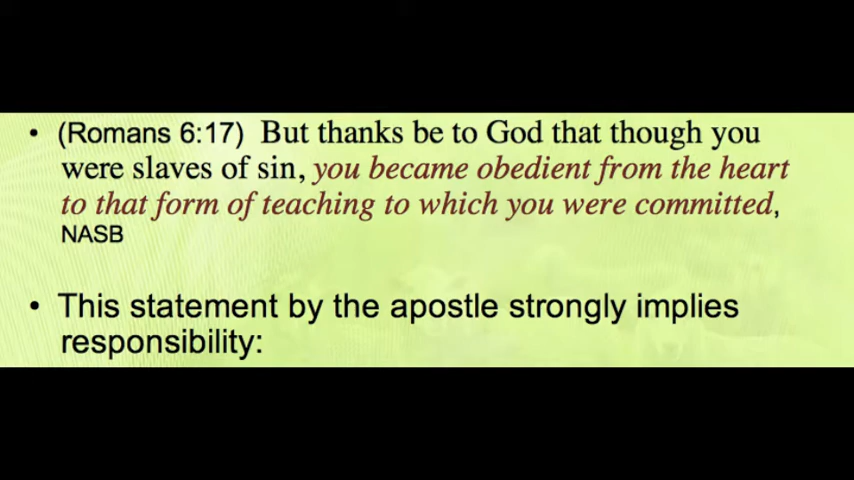 • (Romans 6:17) But thanks be to God that though you
were slaves of sin, you became obedient from the heart
to that form of teaching to which you were committed,
NASB
• This statement by the apostle strongly implies
responsibility: